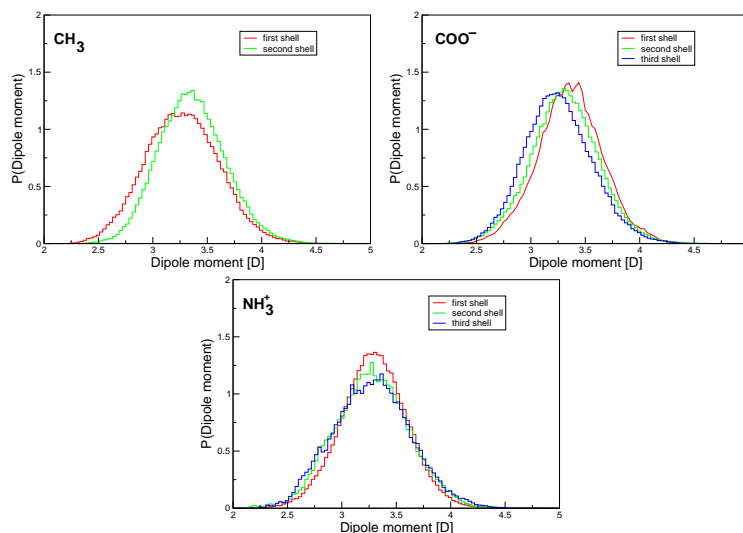 CH3
first shell
second shell
P(Dipole moment)
2
1.5
1
0.5
0
2
2.5
3
3.5
4
4.5
5
Dipole moment [D]
COO−
first shell
second shell
third shell
P(Dipole moment)
2
1.5
1
0.5
0
2
2.5
3
3.5
4
4.5
Dipole moment [D]
NH3+
first shell
second shell
third shell
P(Dipole moment)
2
1.5
1
0.5
0
2
2.5
3
3.5
4
4.5
5
Dipole moment [D]